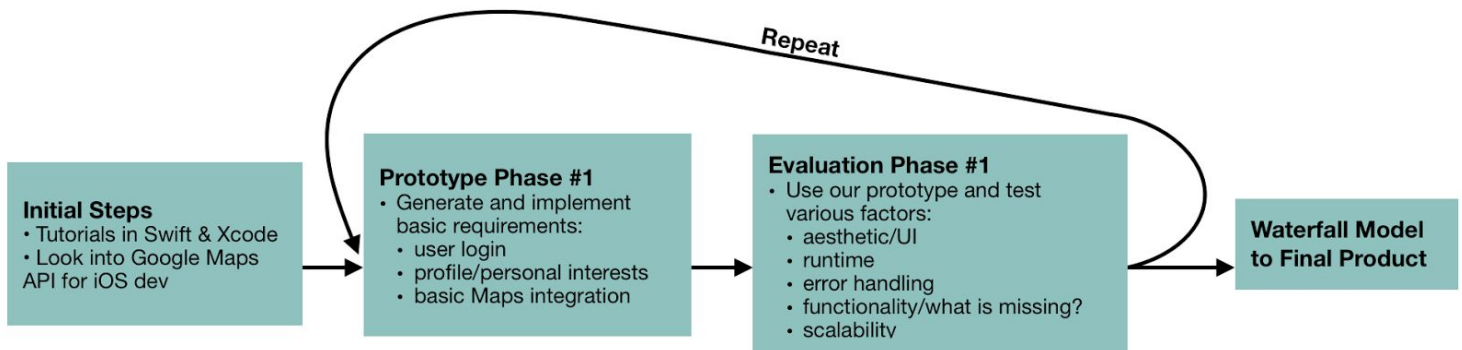 Repeat
Initial Steps
• Tutorials in Swift & Xcode
• Look into Google Maps
API for iOS dev
Prototype Phase #1
• Generate and implement
basic requirements:
• user login
• profile/personal interests
• basic Maps integration
Evaluation Phase #1
• Use our prototype and test
various factors:
• aesthetic/UI
• runtime
• error handling
• functionality/what is missing?
• scalability
Waterfall Model
to Final Product